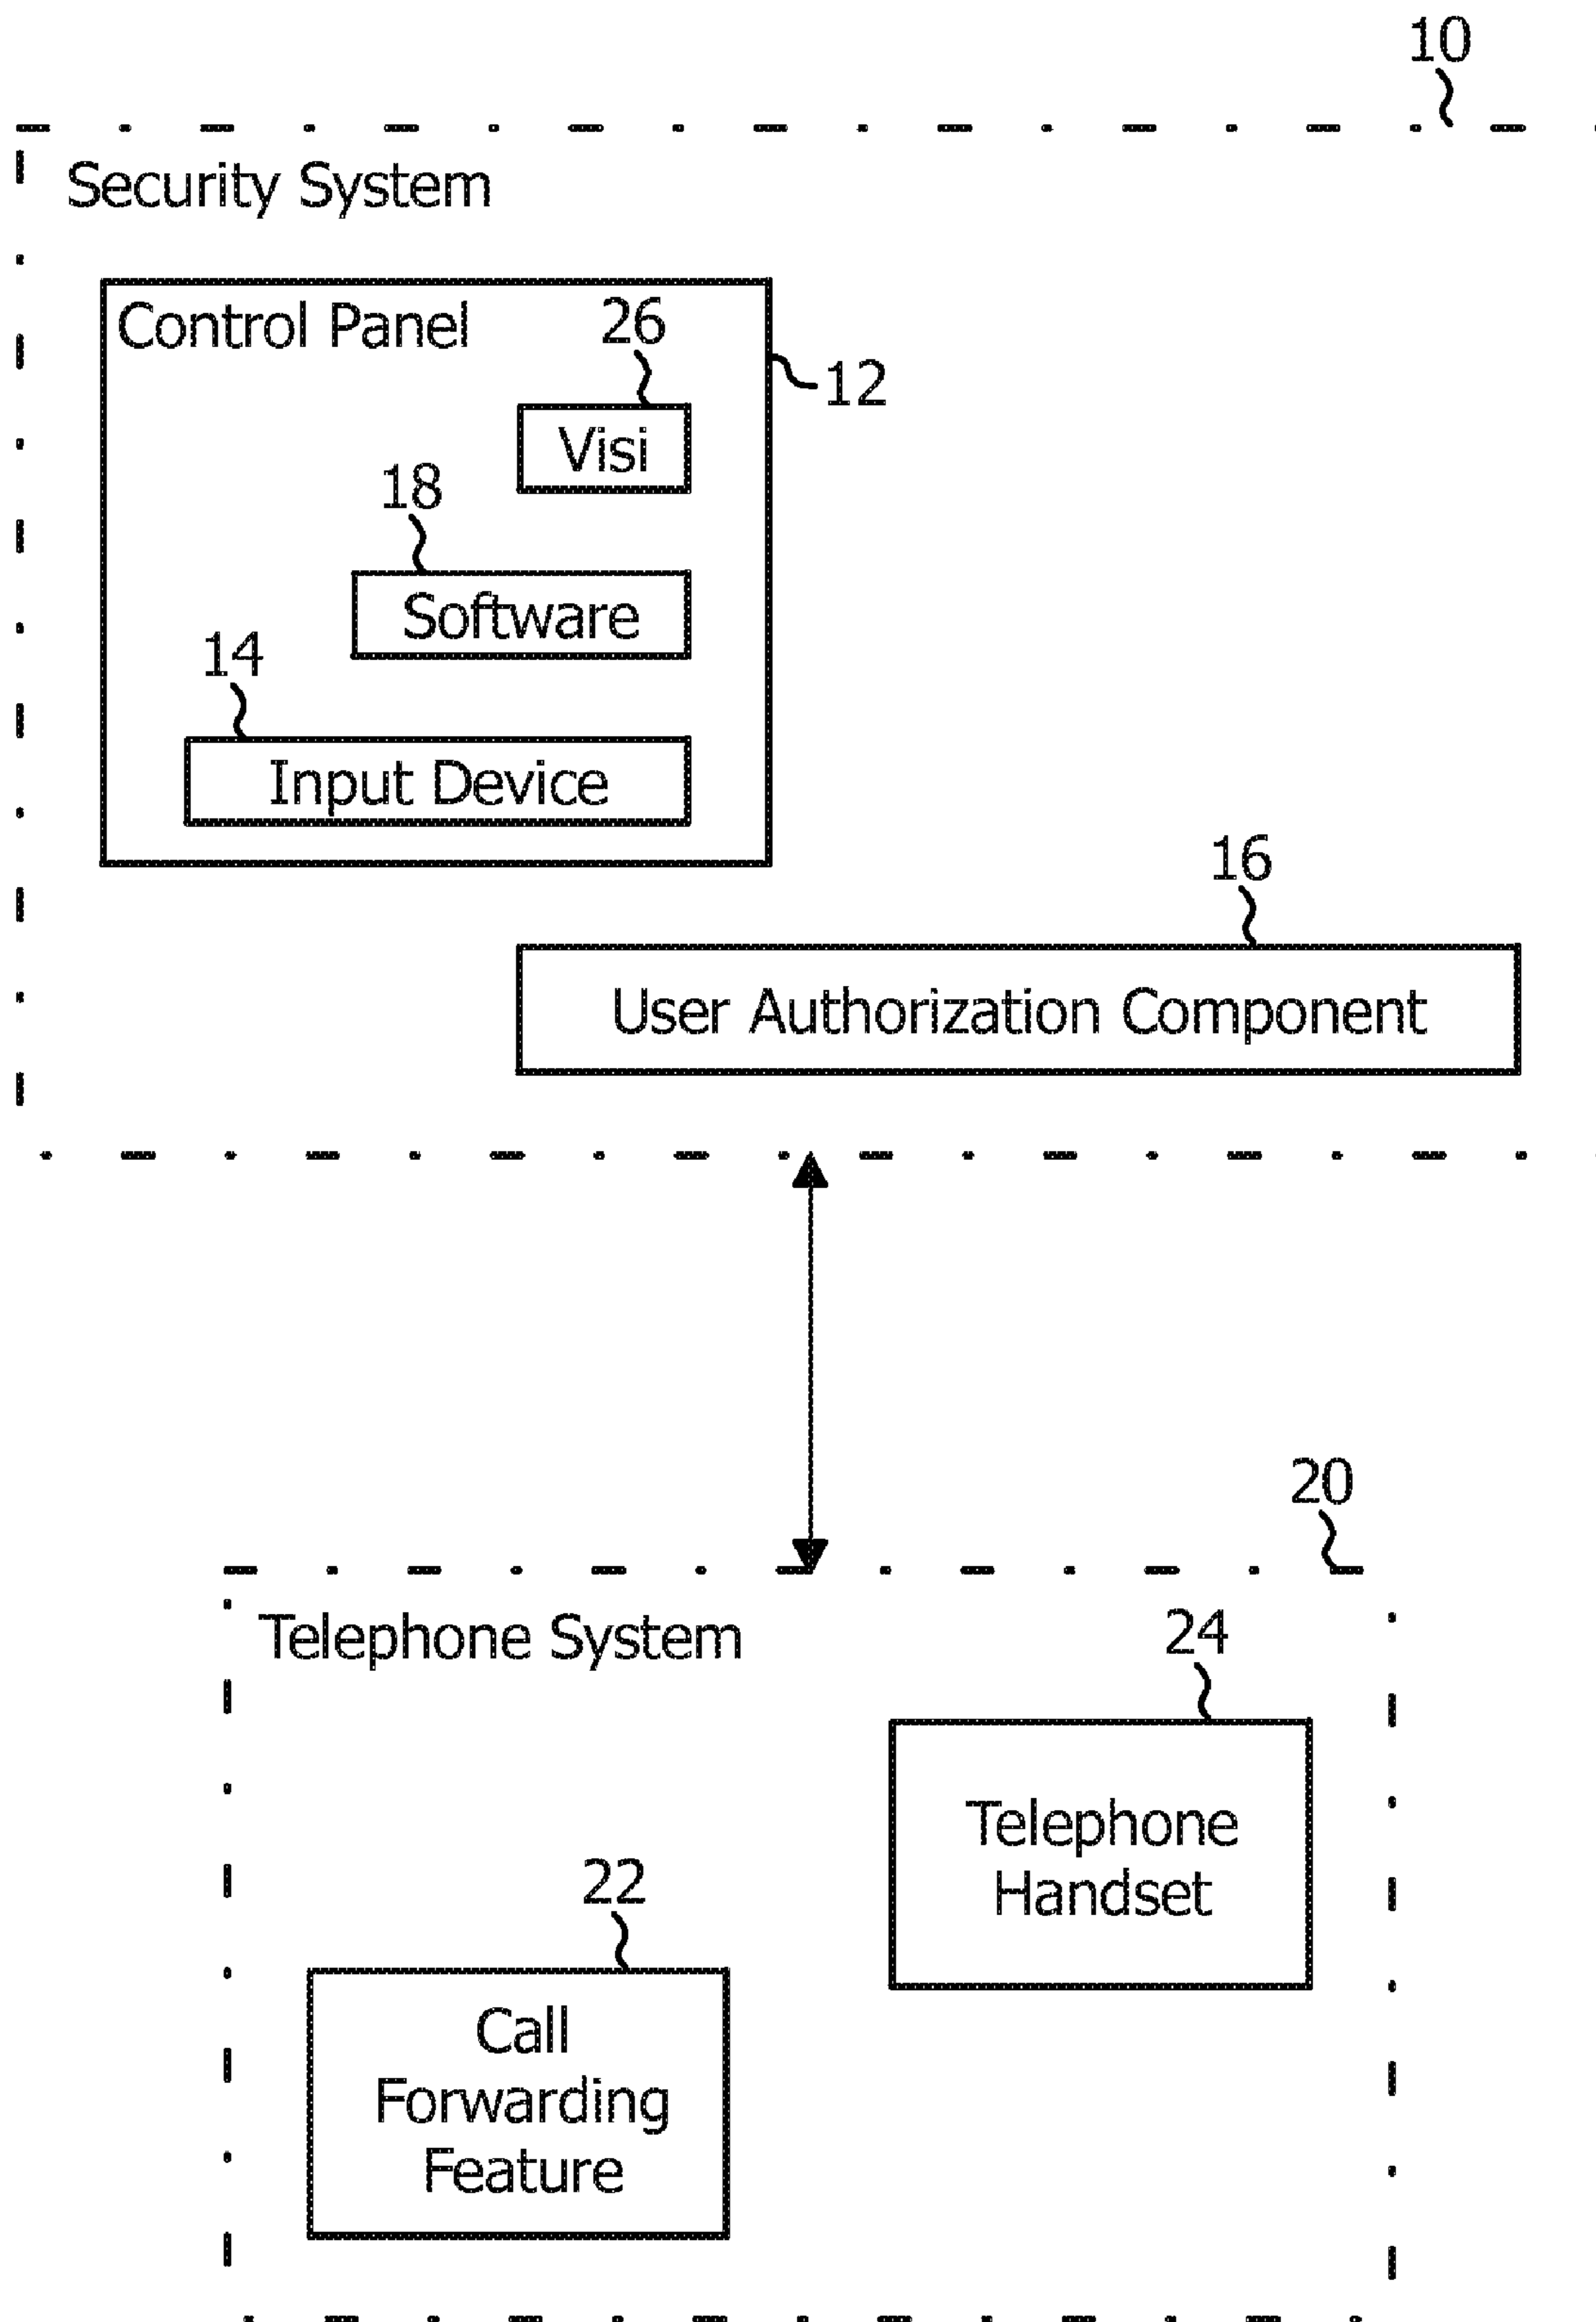 10
Security System
Control Panel
26
12
Visi
18
Software
14
Input Device
16
User Authorization Component
20
Telephone System
24
Telephone
Handset
22
Call
Forwarding
Feature